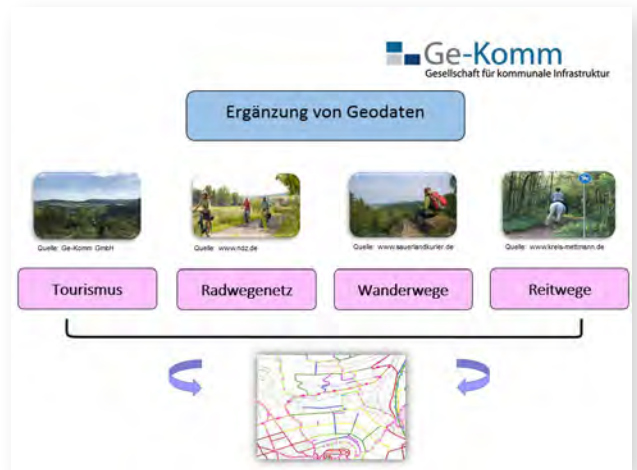 Ge-Komm
Gesellschaft für kommunale Infrastruktur
Ergänzung von Geodaten
Quelle: Ge-Komm GmbH
Quelle: www.ndz.de
Quelle: www.sauerlandkurier.de
Quelle: www.kreis-mettmann.de
Tourismus
Radwegenetz
Wanderwege
Reitwege